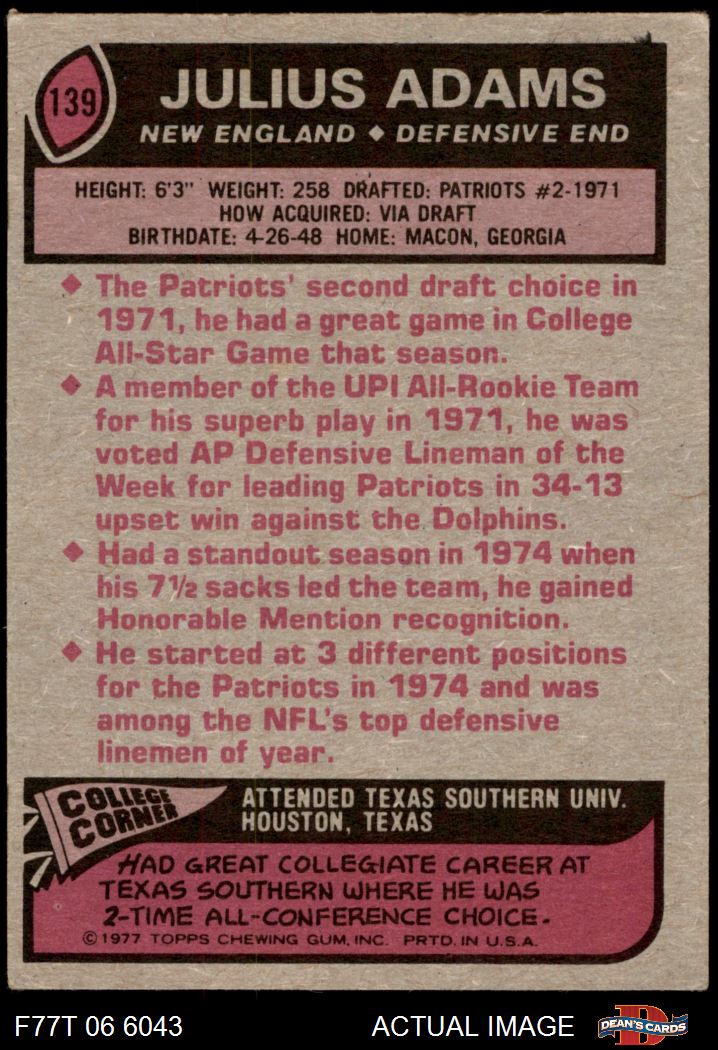 139
JULIUS ADAMS
NEW ENGLAND ♦ DEFENSIVE END
HEIGHT: 6'3" WEIGHT: 258 DRAFTED: PATRIOTS #2-1971
HOW ACQUIRED: VIA DRAFT
BIRTHDATE: 4-26-48 HOME: MACON, GEORGIA
♦ The Patriots' second draft choice in
1971, he had a great game in College
All-Star Game that season.
♦ A member of the UPI All-Rookie Team
for his superb play in 1971, he was
voted AP Defensive Lineman of the
Week for leading Patriots in 34-13
upset win against the Dolphins.
♦ Had a standout season in 1974 when
his 7½ sacks led the team, he gained
Honorable Mention recognition.
♦ He started at 3 different positions
for the Patriots in 1974 and was
among the NFL's top defensive
linemen of year.
COLLEGE
CORNER
ATTENDED TEXAS SOUTHERN UNIV.
HOUSTON, TEXAS
HAD GREAT COLLEGIATE CAREER AT
TEXAS SOUTHERN WHERE HE WAS
2-TIME ALL-CONFERENCE CHOICE.
© 1977 TOPPS CHEWING GUM, INC. PRTD. IN U.S.A.
F77T 06 6043
ACTUAL IMAGE
D
DEAN'S CARDS